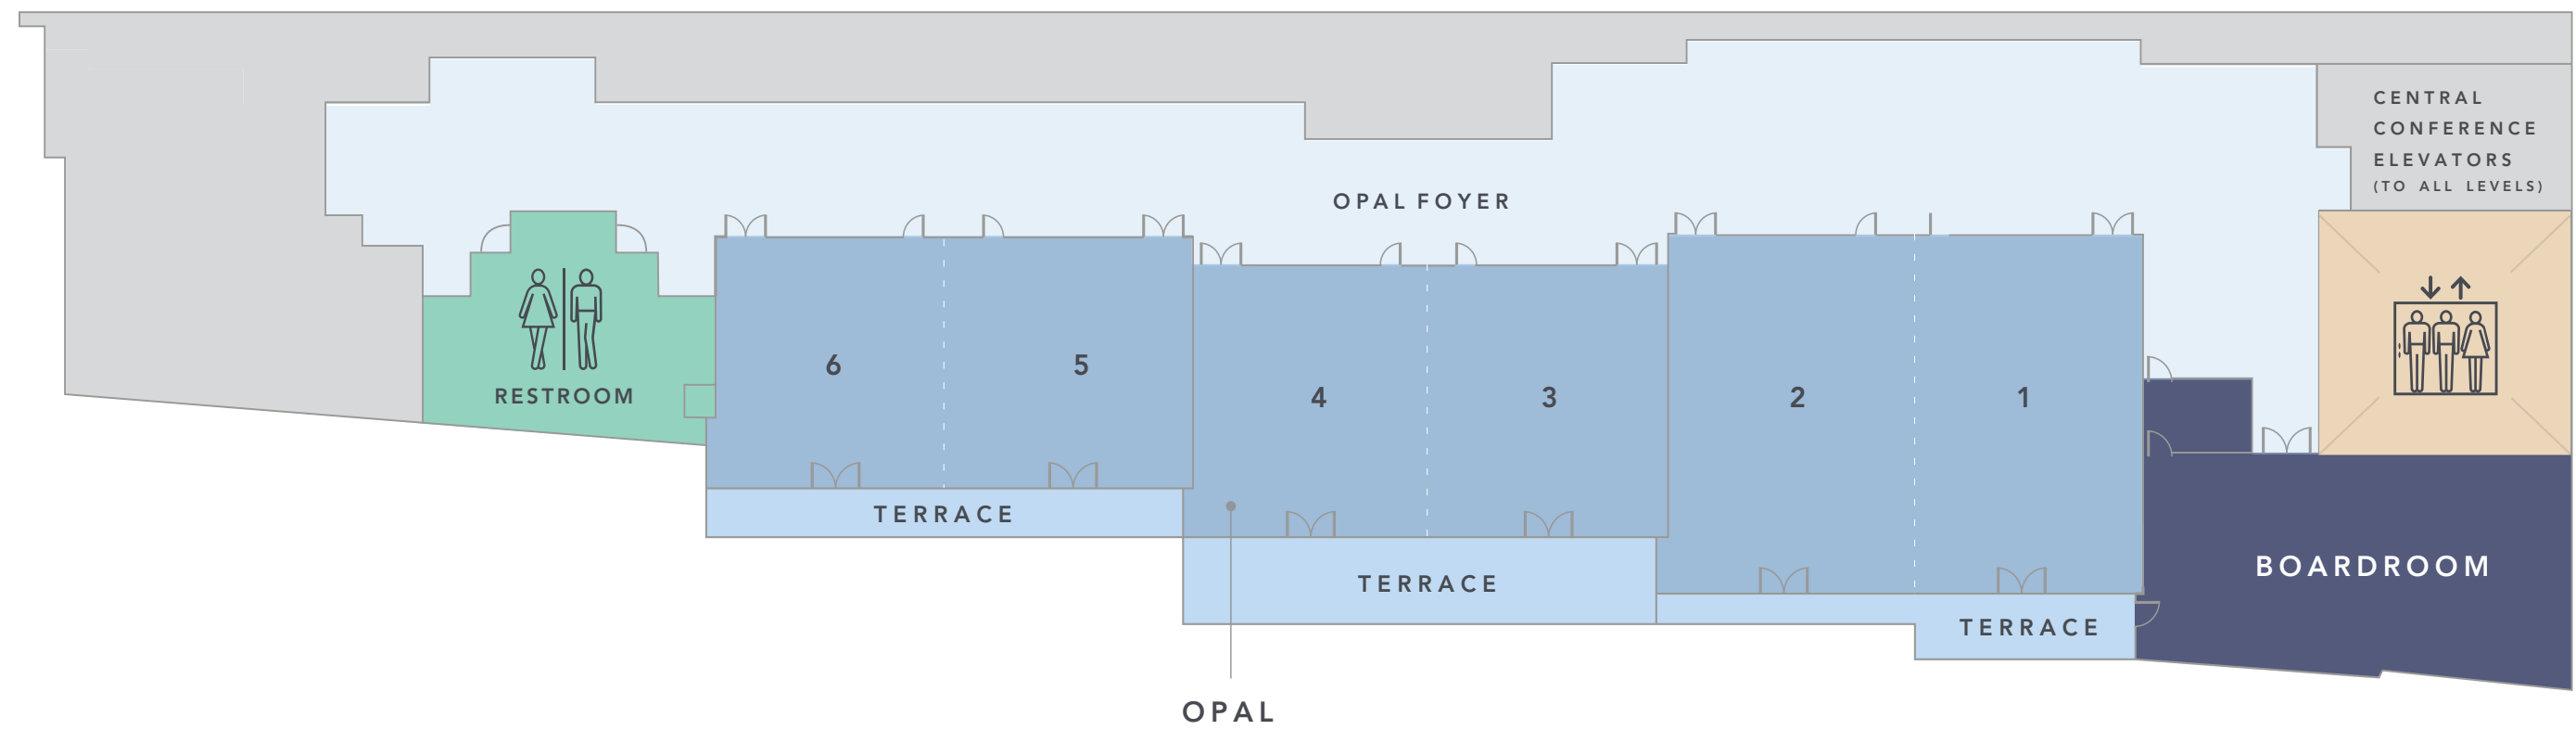 CENTRAL
CONFERENCE
ELEVATORS
(TO ALL LEVELS)
OPAL FOYER
RESTROOM
6
5
4
3
2
1
TERRACE
TERRACE
TERRACE
BOARDROOM
OPAL